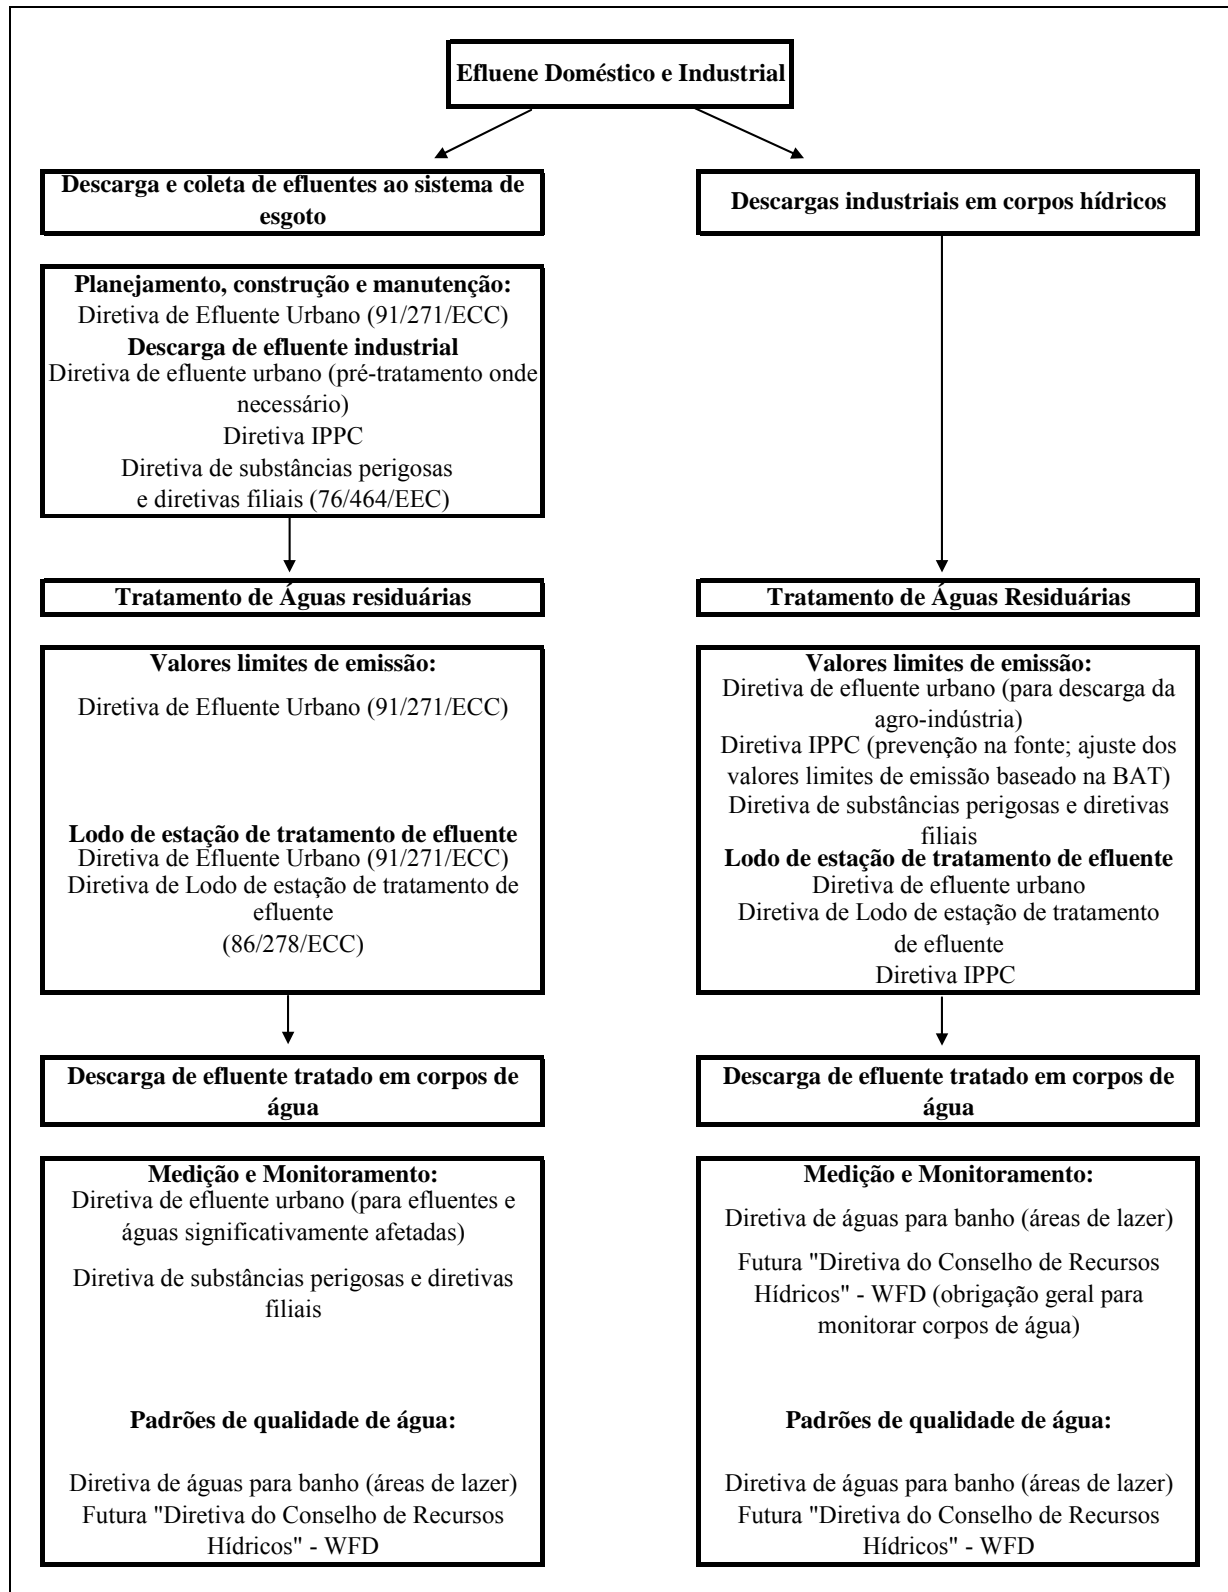 Efluene Doméstico e Industrial
Descarga e coleta de efluentes ao sistema de
esgoto
Descargas industriais em corpos hídricos
Planejamento, construção e manutenção:
Diretiva de Efluente Urbano (91/271/ECC)
Descarga de efluente industrial
Diretiva de efluente urbano (pré-tratamento onde
necessário)
Diretiva IPPC
Diretiva de substâncias perigosas
e diretivas filiais (76/464/EEC)
Tratamento de Águas residuárias
Tratamento de Águas Residuárias
Valores limites de emissão:
Diretiva de Efluente Urbano (91/271/ECC)
Lodo de estação de tratamento de efluente
Diretiva de Efluente Urbano (91/271/ECC)
Diretiva de Lodo de estação de tratamento de
efluente
(86/278/ECC)
Valores limites de emissão:
Diretiva de efluente urbano (para descarga da
agro-indústria)
Diretiva IPPC (prevenção na fonte; ajuste dos
valores limites de emissão baseado na BAT)
Diretiva de substâncias perigosas e diretivas
filiais
Lodo de estação de tratamento de efluente
Diretiva de efluente urbano
Diretiva de Lodo de estação de tratamento
de efluente
Diretiva IPPC
Descarga de efluente tratado em corpos de
água
Descarga de efluente tratado em corpos de
água
Medição e Monitoramento:
Diretiva de efluente urbano (para efluentes e
águas significativamente afetadas)
Diretiva de substâncias perigosas e diretivas
filiais
Padrões de qualidade de água:
Diretiva de águas para banho (áreas de lazer)
Futura "Diretiva do Conselho de Recursos
Hídricos" - WFD
Medição e Monitoramento:
Diretiva de águas para banho (áreas de lazer)
Futura "Diretiva do Conselho de Recursos
Hídricos" - WFD (obrigação geral para
monitorar corpos de água)
Padrões de qualidade de água:
Diretiva de águas para banho (áreas de lazer)
Futura "Diretiva do Conselho de Recursos
Hídricos" - WFD